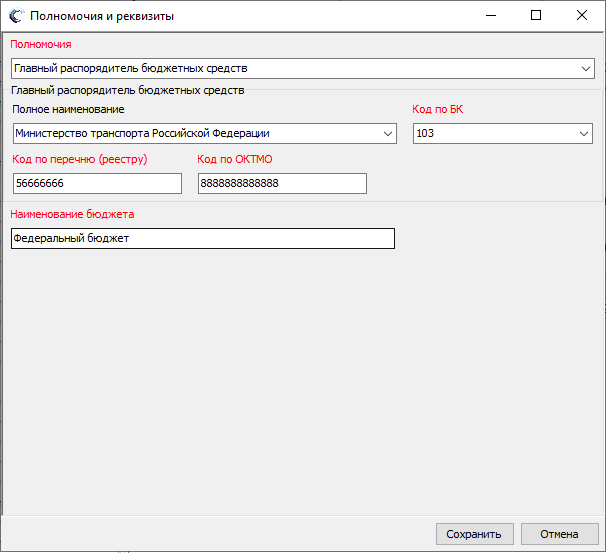 Полномочия и реквизиты
Полномочия
Главный распорядитель бюджетных средств
Главный распорядитель бюджетных средств
Полное наименование
Код по БК
Министерство транспорта Российской Федерации
103
Код по перечню (реестру)
Код по ОКТМО
56666666
8888888888888
Наименование бюджета
Федеральный бюджет
Сохранить
Отмена